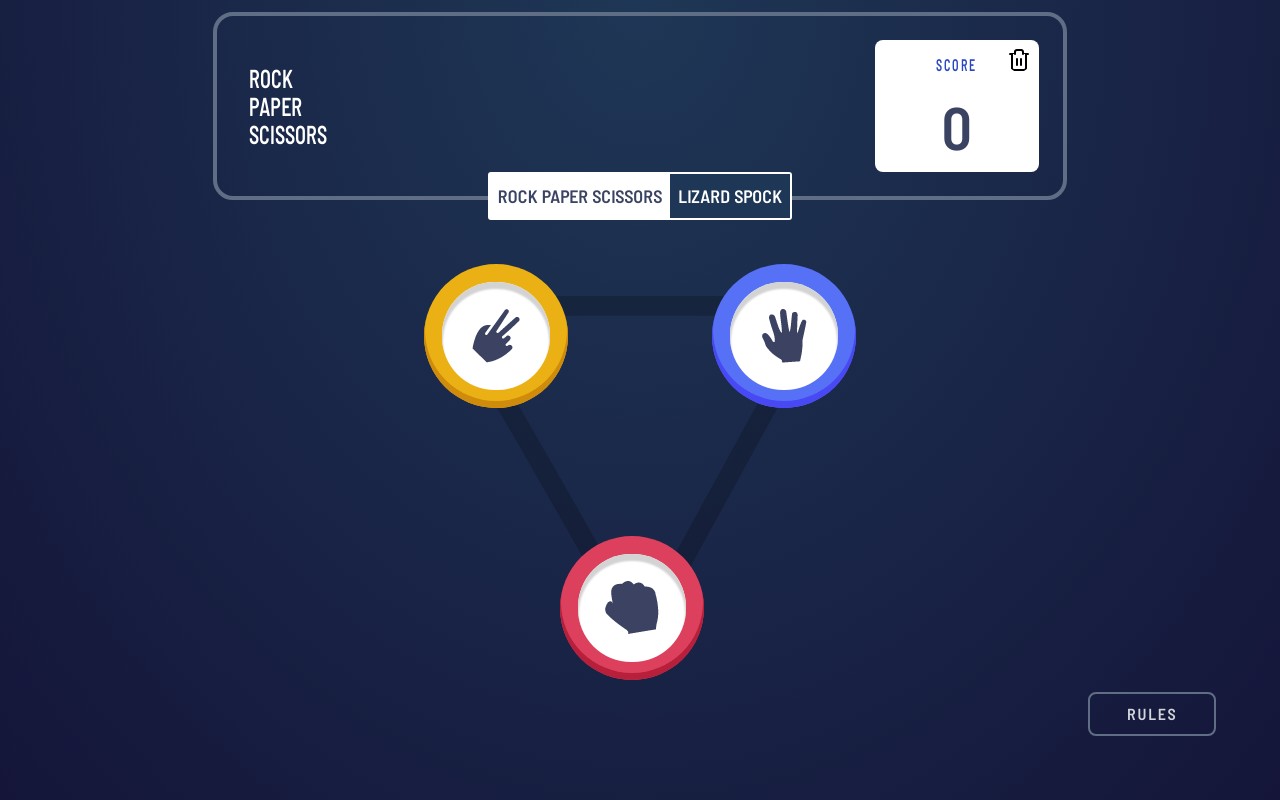 ROCK
PAPER
SCISSORS
SCORE
0
ROCK PAPER SCISSORS
LIZARD SPOCK
RULES